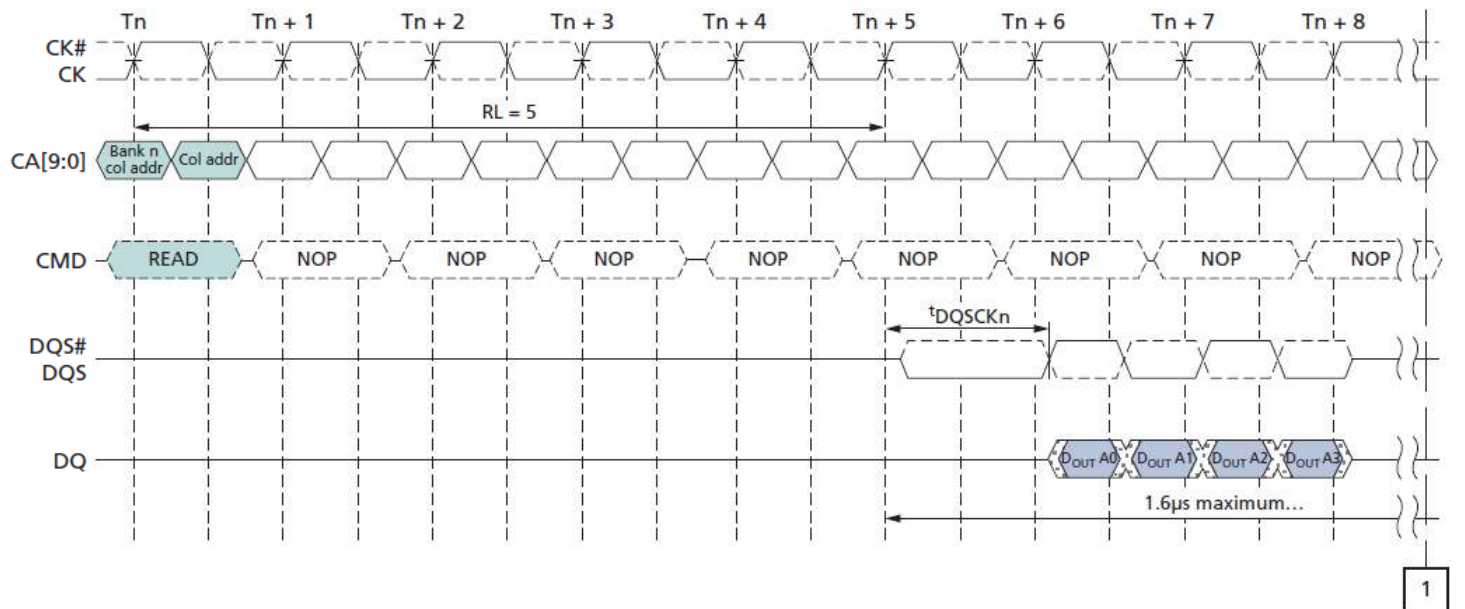 Tn Tn + 1 Tn + 2 Tn + 3 Tn + 4 Tn + 5 Tn + 6 Tn + 7 Tn + 8
CK#
CK
RL = 5
CA[9:0] Bank n col addr Col addr
CMD READ NOP NOP NOP NOP NOP NOP NOP NOP
tDQSCKn
DQS#
DQS
DQ DOUT A0 DOUT A1 DOUT A2 DOUT A3
1.6µs maximum…
1